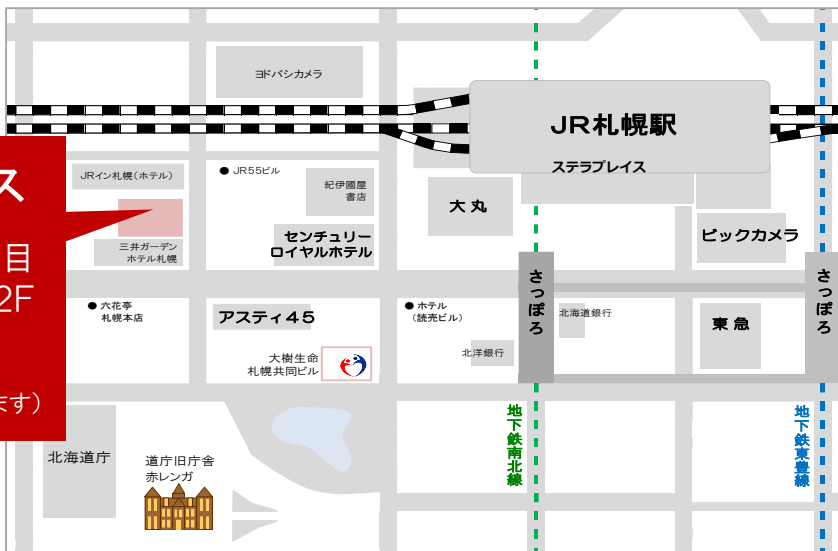 ヨドバシカメラ
JR札幌駅
ステラプレイス
ス
目
2F
ます）
JRイン札幌(ホテル)
● JR55ビル
紀伊國屋
書店
大 丸
ビックカメラ
三井ガーデン
ホテル札幌
センチュリー
ロイヤルホテル
● 六花亭
札幌本店
アスティ45
● ホテル
(読売ビル)
さっぽろ
北海道銀行
東 急
さっぽろ
大樹生命
札幌共同ビル
北洋銀行
地下鉄南北線
地下鉄東豊線
北海道庁
道庁旧庁舎
赤レンガ